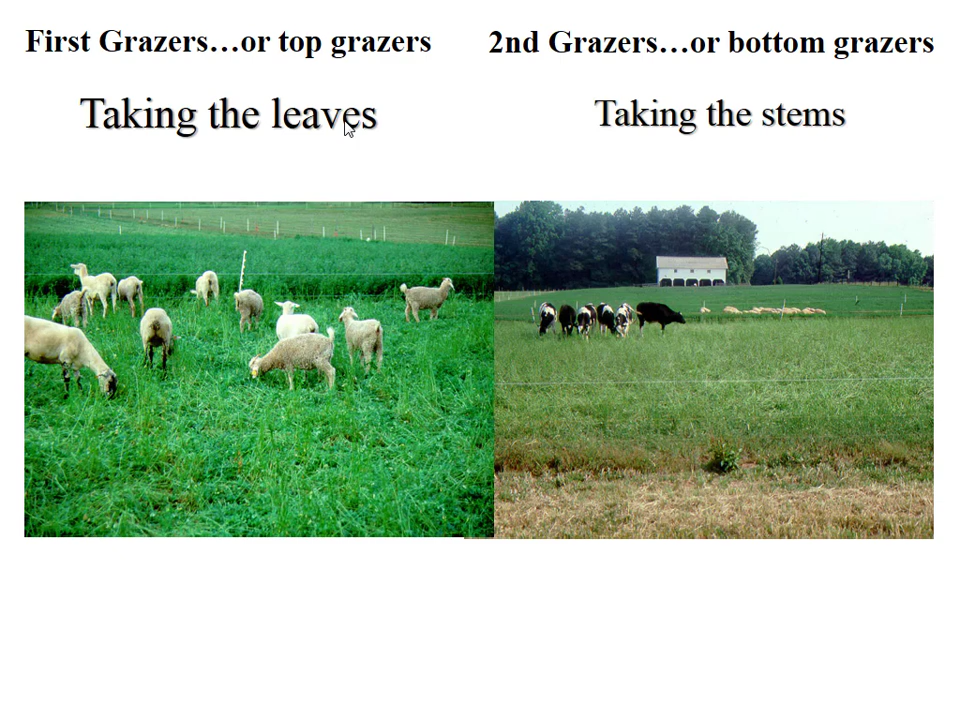 First Grazers…or top grazers
2nd Grazers…or bottom grazers
Taking the leaves
Taking the stems